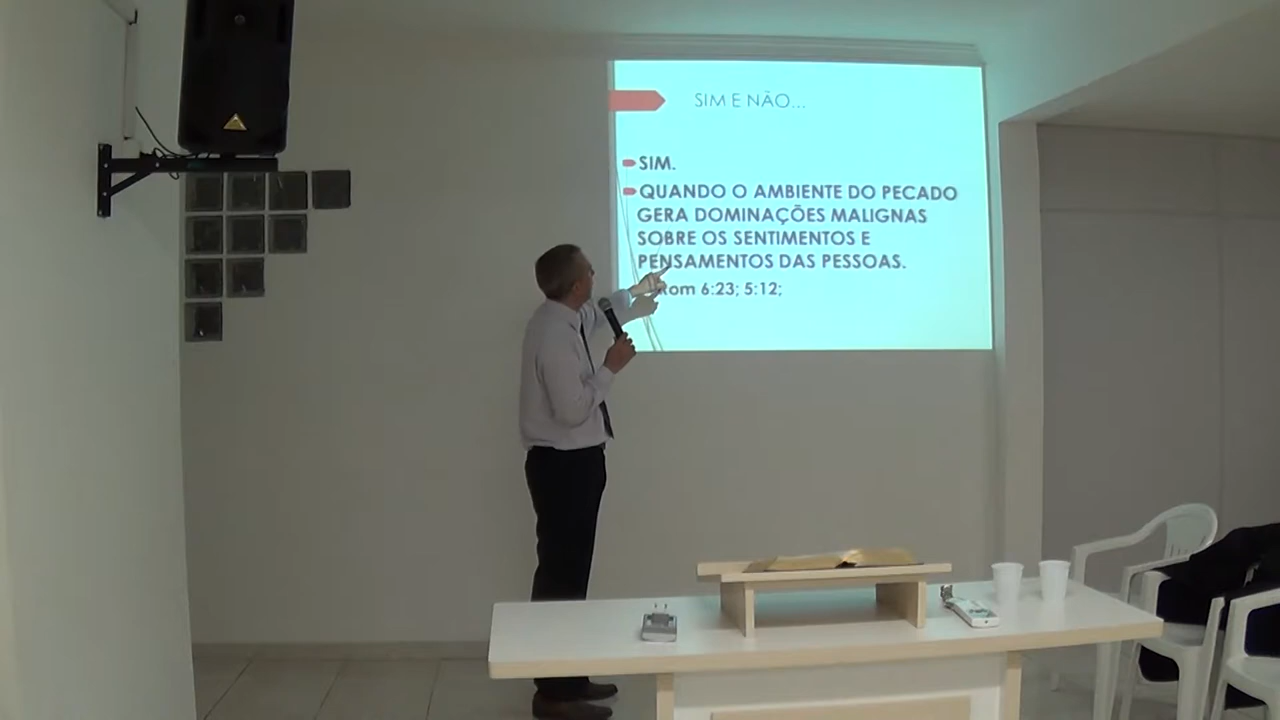 SIM E NÃO...
SIM.
QUANDO O AMBIENTE DO PECADO
GERA DOMINAÇÕES MALIGNAS
SOBRE OS SENTIMENTOS E
PENSAMENTOS DAS PESSOAS.
Rom 6:23; 5:12;